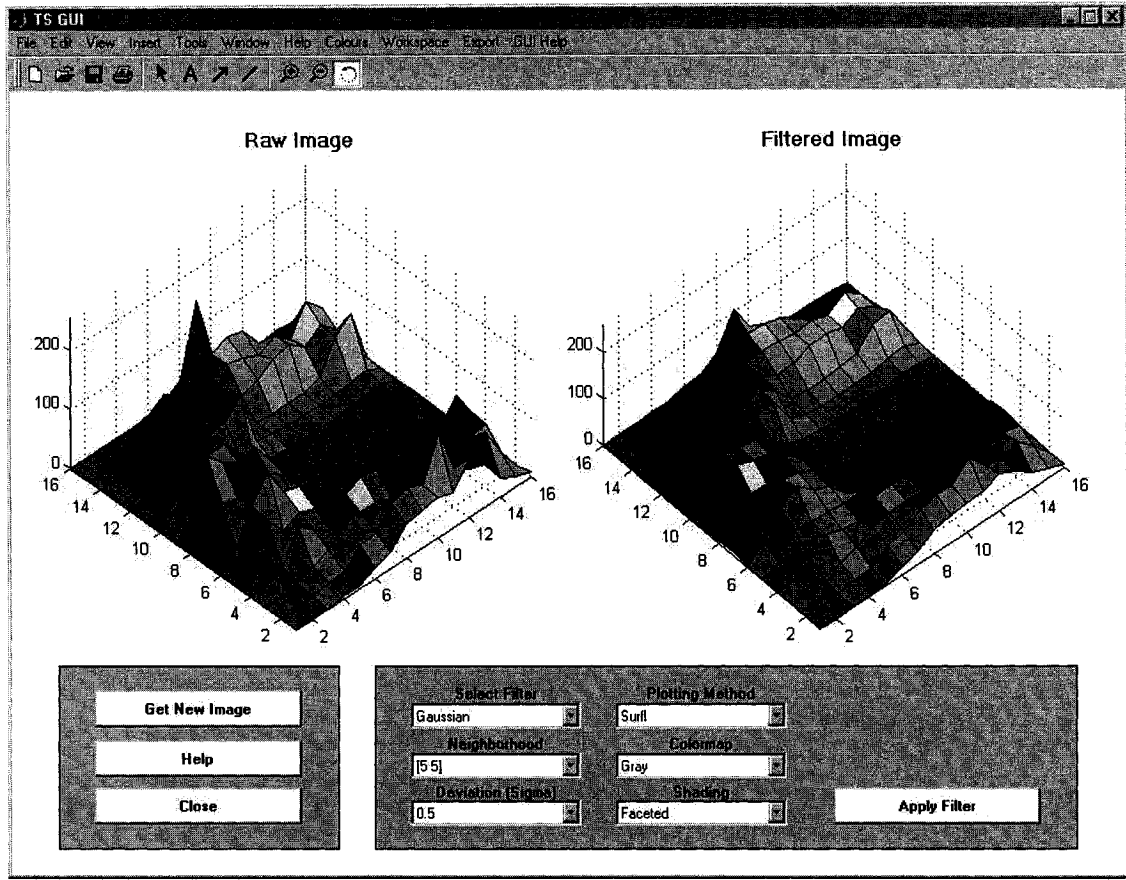 TS GUI
File Edit View Insert Tools Window Help Colours Workspace Export GUI Help
A
Raw Image
Filtered Image
200
100
0
16
14
12
10
8
6
4
2
2
4
6
8
10
12
14
16
200
100
0
16
14
12
10
8
6
4
2
2
4
6
8
10
12
14
16
Get New Image
Help
Close
Select Filter
Gaussian
Neighborhood
[5 5]
Deviation (Sigma)
0.5
Plotting Method
Surfl
Colormap
Gray
Shading
Faceted
Apply Filter